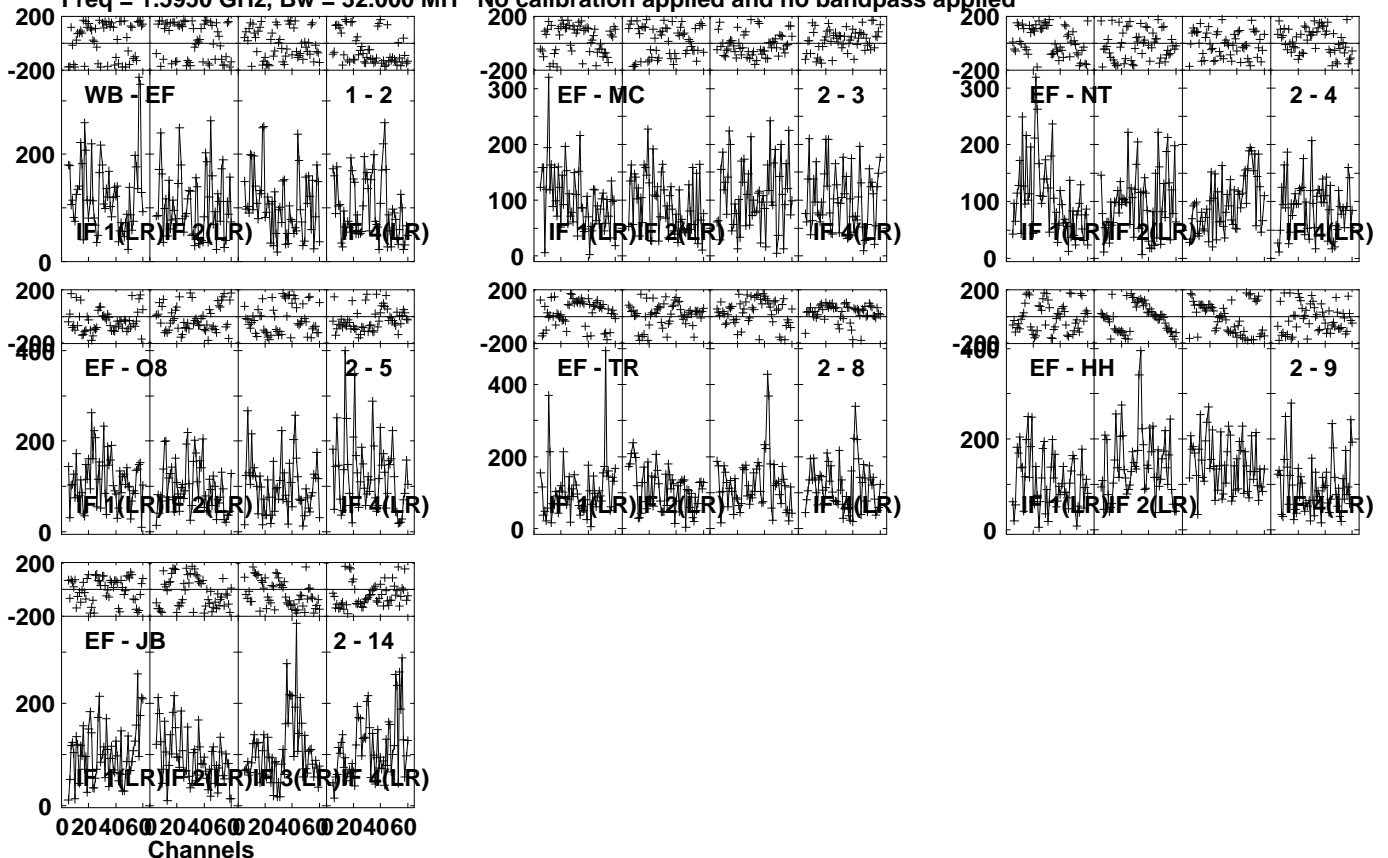 Freq = 1.5950 GHz, Bw = 32.000 MH No calibration applied and no bandpass applied
200
-200
WB - EF 1 - 2
200
0
IF 1(LR) IF 2(LR) IF 4(LR)
200
-200
300
EF - MC 2 - 3
200
100
0
IF 1(LR) IF 2(LR) IF 4(LR)
200
-200
300
EF - NT 2 - 4
200
100
0
IF 1(LR) IF 2(LR) IF 4(LR)
200
-200
400
EF - O8 2 - 5
200
0
IF 1(LR) IF 2(LR) IF 4(LR)
200
-200
EF - TR 2 - 8
400
200
0
IF 1(LR) IF 2(LR) IF 4(LR)
200
-200
400
EF - HH 2 - 9
200
0
IF 1(LR) IF 2(LR) IF 4(LR)
200
-200
EF - JB 2 - 14
200
0
IF 1(LR) IF 2(LR) IF 3(LR) IF 4(LR)
0 20 40 60 0 20 40 60 0 20 40 60 0 20 40 60
Channels